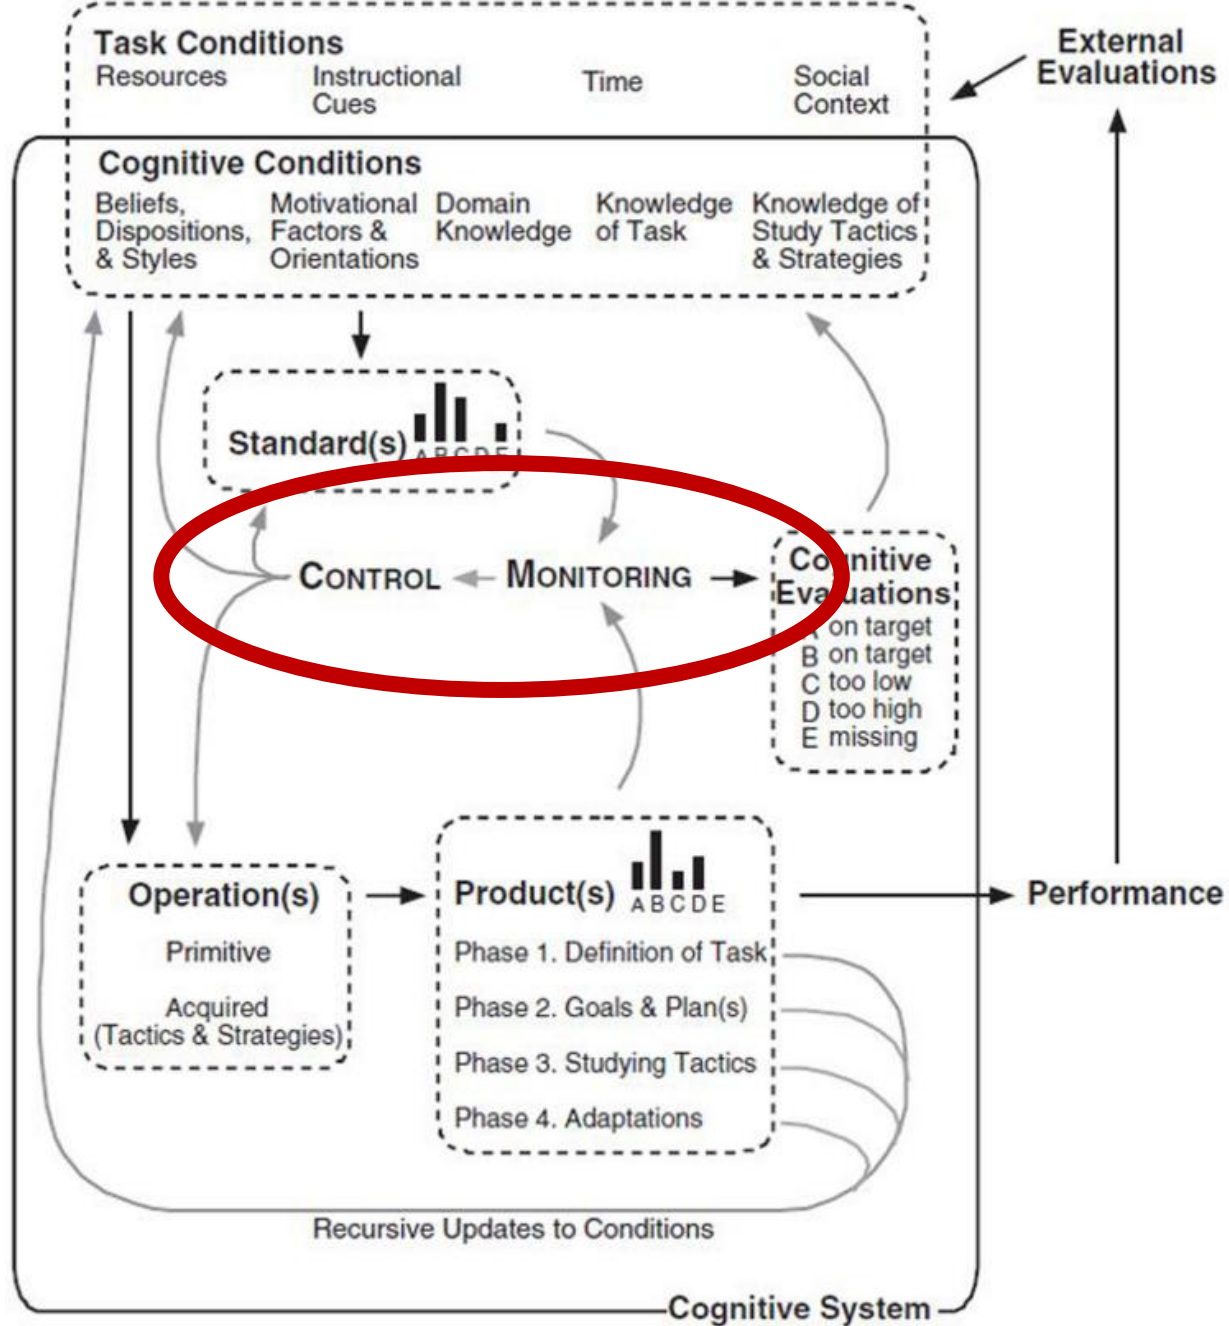 Task Conditions
Resources
Instructional
Cues
Time
Social
Context
External
Evaluations
Cognitive Conditions
Beliefs,
Dispositions,
& Styles
Motivational
Factors &
Orientations
Domain
Knowledge
Knowledge
of Task
Knowledge of
Study Tactics
& Strategies
Standard(s)
A B C D E
CONTROL
MONITORING
Cognitive
Evaluations
A on target
B on target
C too low
D too high
E missing
Operation(s)
Primitive
Acquired
(Tactics & Strategies)
Product(s)
A B C D E
Phase 1. Definition of Task
Phase 2. Goals & Plan(s)
Phase 3. Studying Tactics
Phase 4. Adaptations
Performance
Recursive Updates to Conditions
Cognitive System